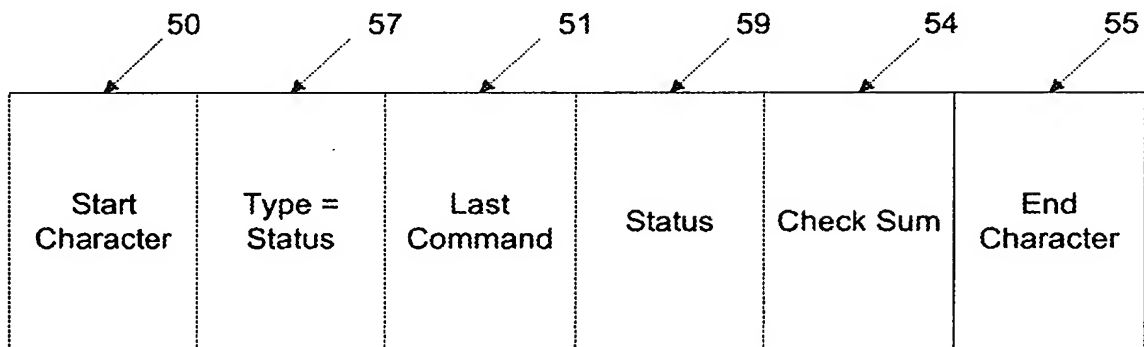 50 57 51 59 54 55
Start Character
Type = Status
Last Command
Status
Check Sum
End Character